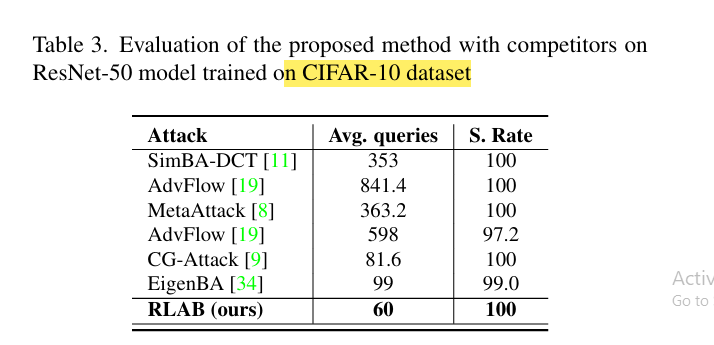 Table 3. Evaluation of the proposed method with competitors on
ResNet-50 model trained on CIFAR-10 dataset
Attack Avg. queries S. Rate
SimBA-DCT [11] 353 100
AdvFlow [19] 841.4 100
MetaAttack [8] 363.2 100
AdvFlow [19] 598 97.2
CG-Attack [9] 81.6 100
EigenBA [34] 99 99.0
RLAB (ours) 60 100
Activ
Go to